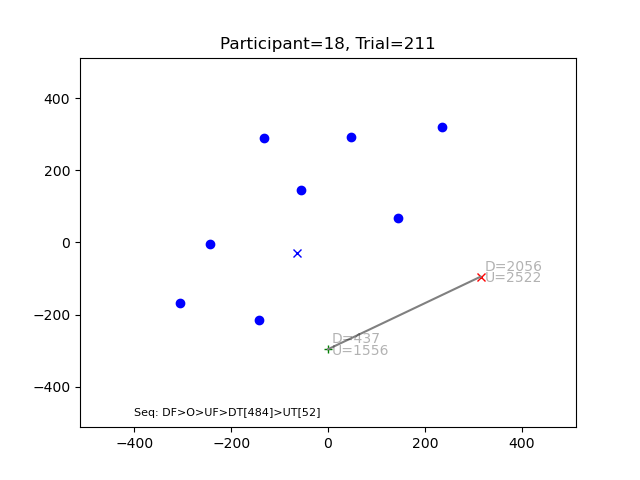 Participant=18, Trial=211
400
200
0
−200
−400
D=2056
U=2522
D=437
U=1556
Seq: DF>O>UF>DT[484]>UT[52]
−400 −200 0 200 400